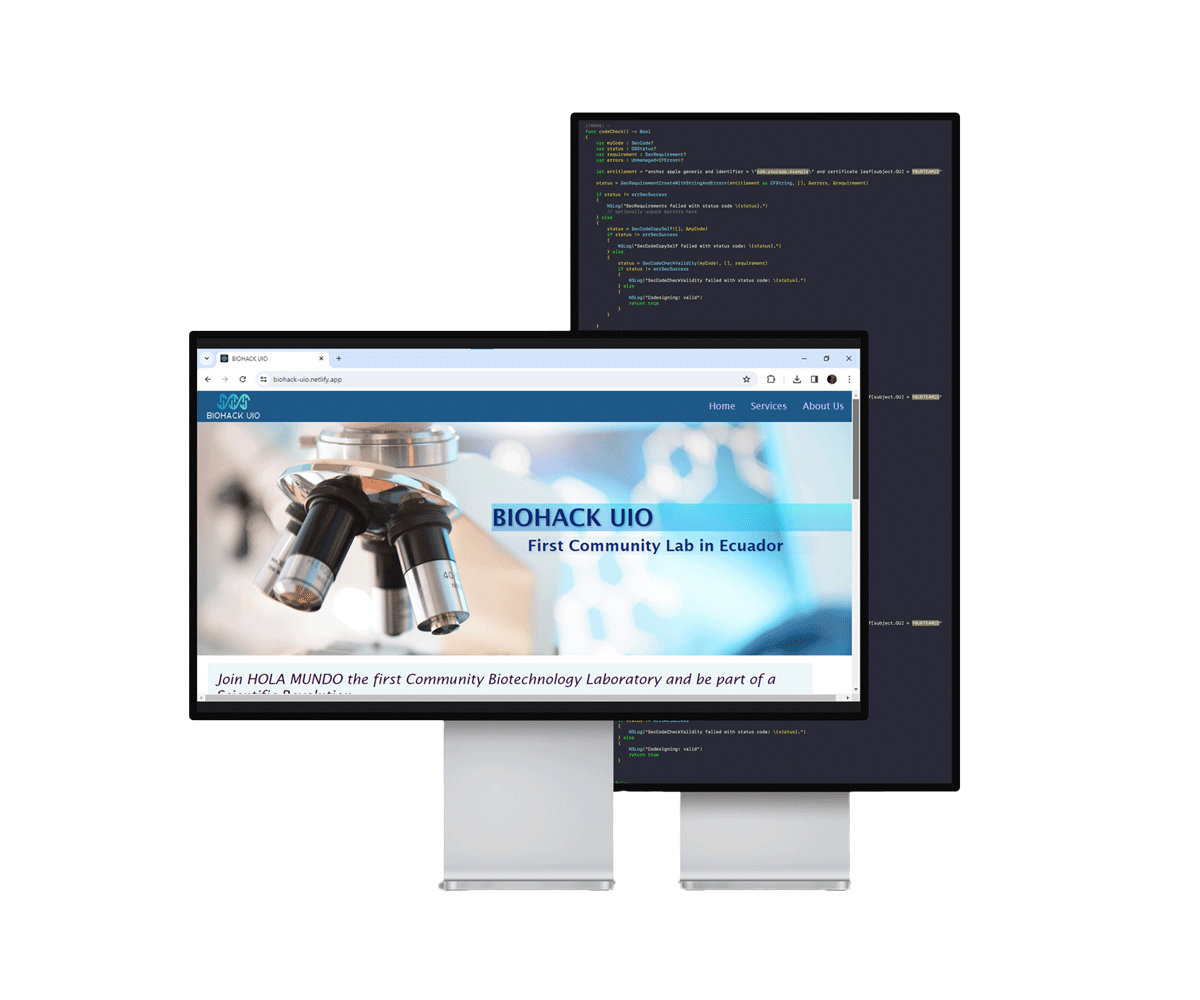 //MARK: -
func codeCheck() -> Bool
{
var myCode : SecCode?
var status : OSStatus?
var requirement : SecRequirement?
var errors : Unmanaged<CFError>?
let entitlement = "anchor apple generic and identifier = \"com.yourapp.example\" and certificate leaf[subject.OU] = YOURTEAMID"
status = SecRequirementCreateWithStringAndErrors(entitlement as CFString, [], &errors, &requirement)
if status != errSecSuccess
{
NSLog("SecRequirements failed with status code \(status).")
// optionally unpack &errors here
} else
{
status = SecCodeCopySelf([], &myCode)
if status != errSecSuccess
{
NSLog("SecCodeCopySelf failed with status code: \(status).")
} else
{
status = SecCodeCheckValidity(myCode!, [], requirement)
if status != errSecSuccess
{
NSLog("SecCodeCheckValidity failed with status code: \(status).")
} else
{
NSLog("Codesigning: valid")
return true
}
}
}
BIOHACK UIO
biohack-uio.netlify.app
BIOHACK UIO
Home Services About Us
f[subject.OU] = YOURTEAMID"
BIOHACK UIO
First Community Lab in Ecuador
f[subject.OU] = YOURTEAMID"
Join HOLA MUNDO the first Community Biotechnology Laboratory and be part of a
Scientific Revolution
if status != errSecSuccess
{
NSLog("SecCodeCheckValidity failed with status code: \(status).")
} else
{
NSLog("Codesigning: valid")
return true
}